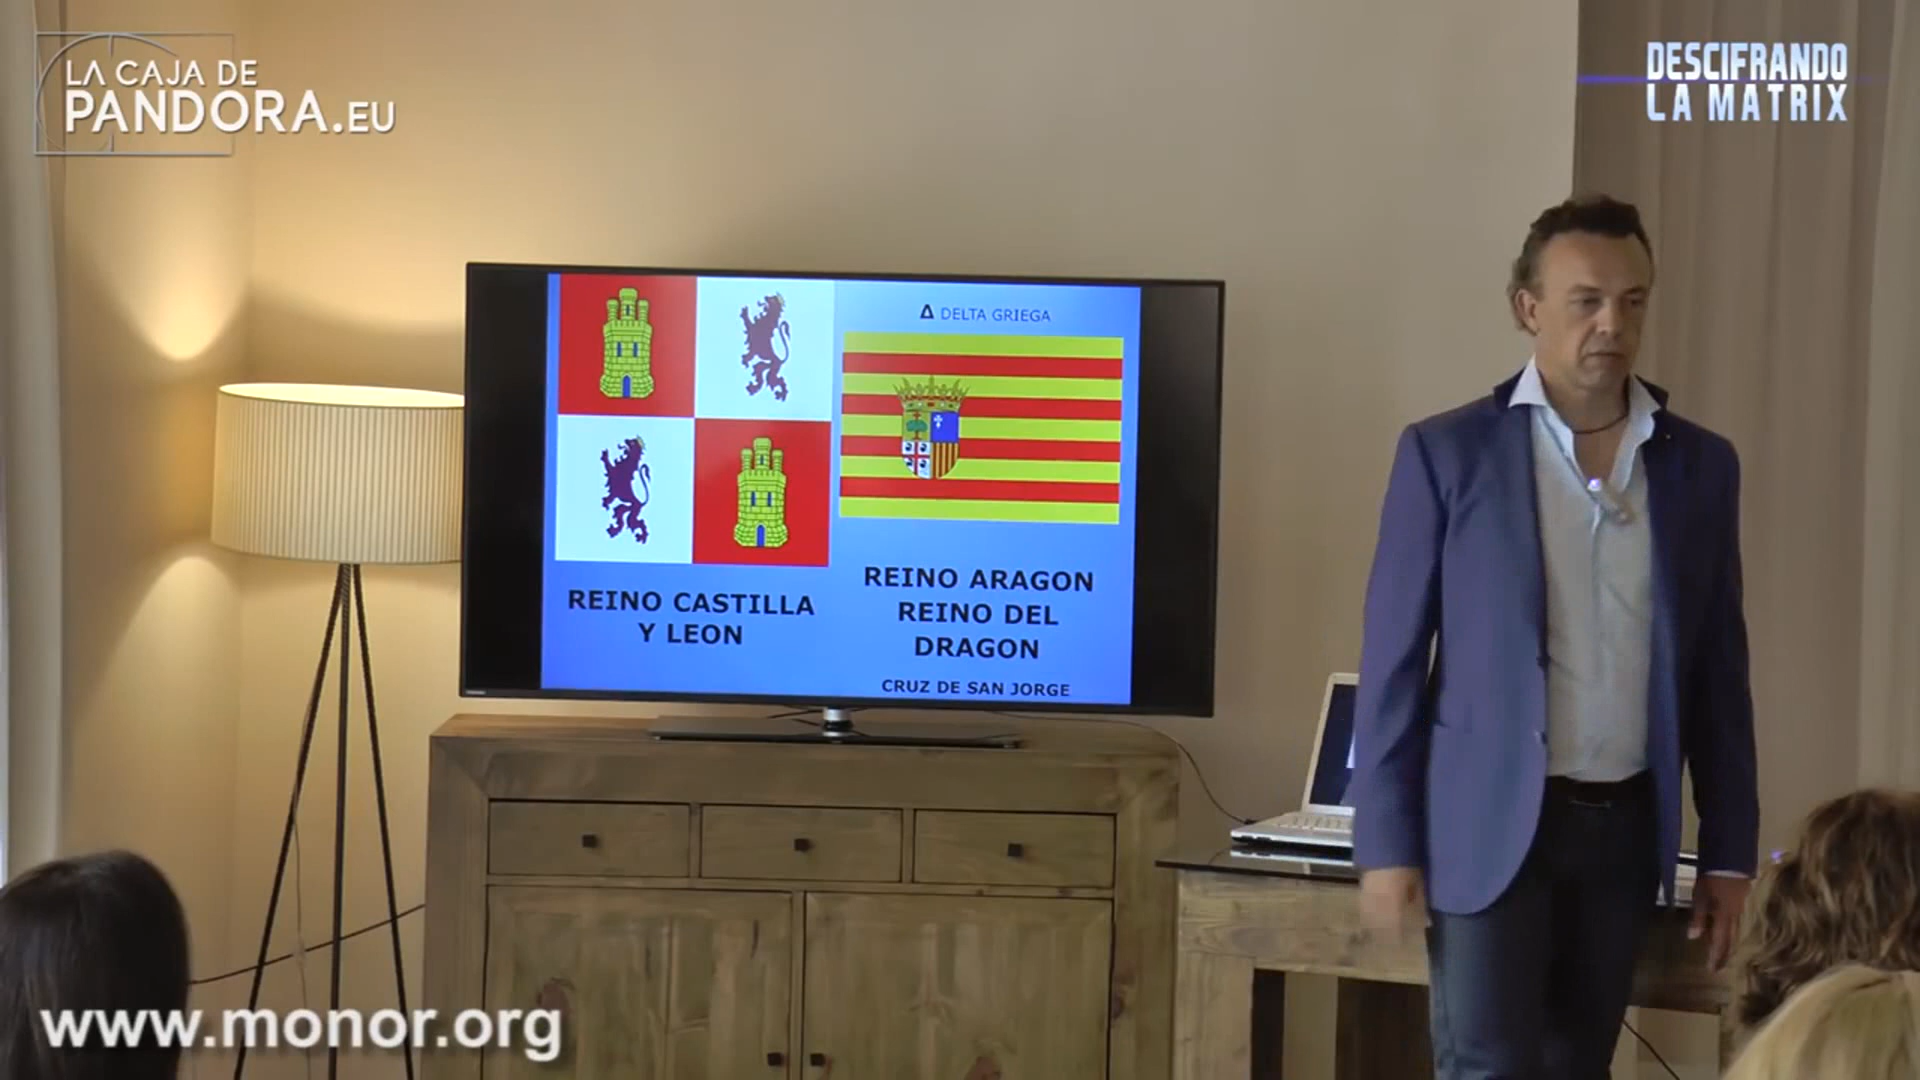 LA CAJA DE
PANDORA.EU
DESCIFRANDO
LA MATRIX
Δ DELTA GRIEGA
REINO CASTILLA
Y LEON
REINO ARAGON
REINO DEL
DRAGON
CRUZ DE SAN JORGE
www.monor.org